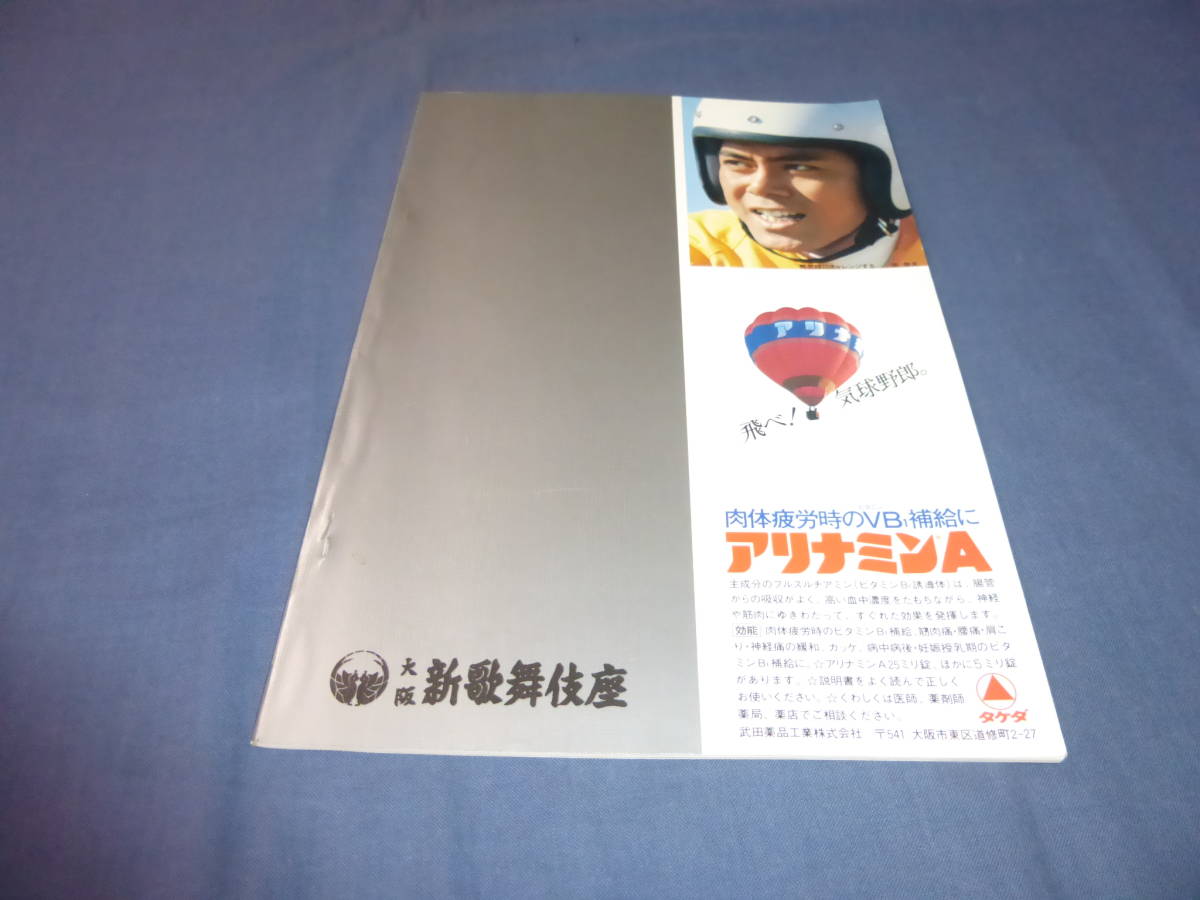 アリナミ
飛べ!
気球野郎。
肉体疲労時のVB₁補給に
アリナミンA
主成分のフルスルチアミン(ビタミンB₁誘導体)は、腸管
からの吸収がよく、高い血中濃度をたもちながら、神経
や筋肉にゆきわたって、すぐれた効果を発揮します。
効能 肉体疲労時のビタミンB₁補給、筋肉痛・腰痛・肩こ
り・神経痛の緩和、カッケ、病中病後・妊娠授乳期のビタ
ミンB₁補給に。☆アリナミンA25ミリ錠、ほかに5ミリ錠
があります。☆説明書をよく読んで正しく
お使いください。☆くわしくは医師、薬剤師
薬局、薬店でご相談ください。
タケダ
武田薬品工業株式会社 〒541 大阪市東区道修町2-27
大阪 新歌舞伎座